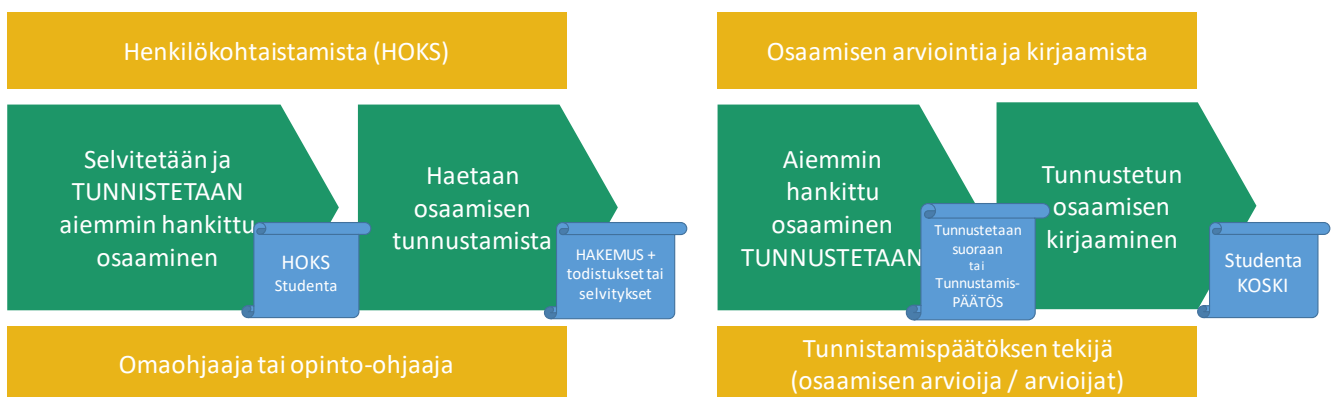 Henkilökohtaistamista (HOKS)
Selvitetään ja
TUNNISTETAAN
aiemmin hankittu
osaaminen
HOKS
Studenta
Haetaan
osaamisen
tunnustamista
HAKEMUS +
todistukset tai
selvitykset
Omaohjaaja tai opinto-ohjaaja
Osaamisen arviointia ja kirjaamista
Aiemmin
hankittu
osaaminen
TUNNUSTETAAN
Tunnustetaan
suoraan
tai
Tunnustamis-
PÄÄTÖS
Tunnustetun
osaamisen
kirjaaminen
Studenta
KOSKI
Tunnistamispäätöksen tekijä
(osaamisen arvioija / arvioijat)